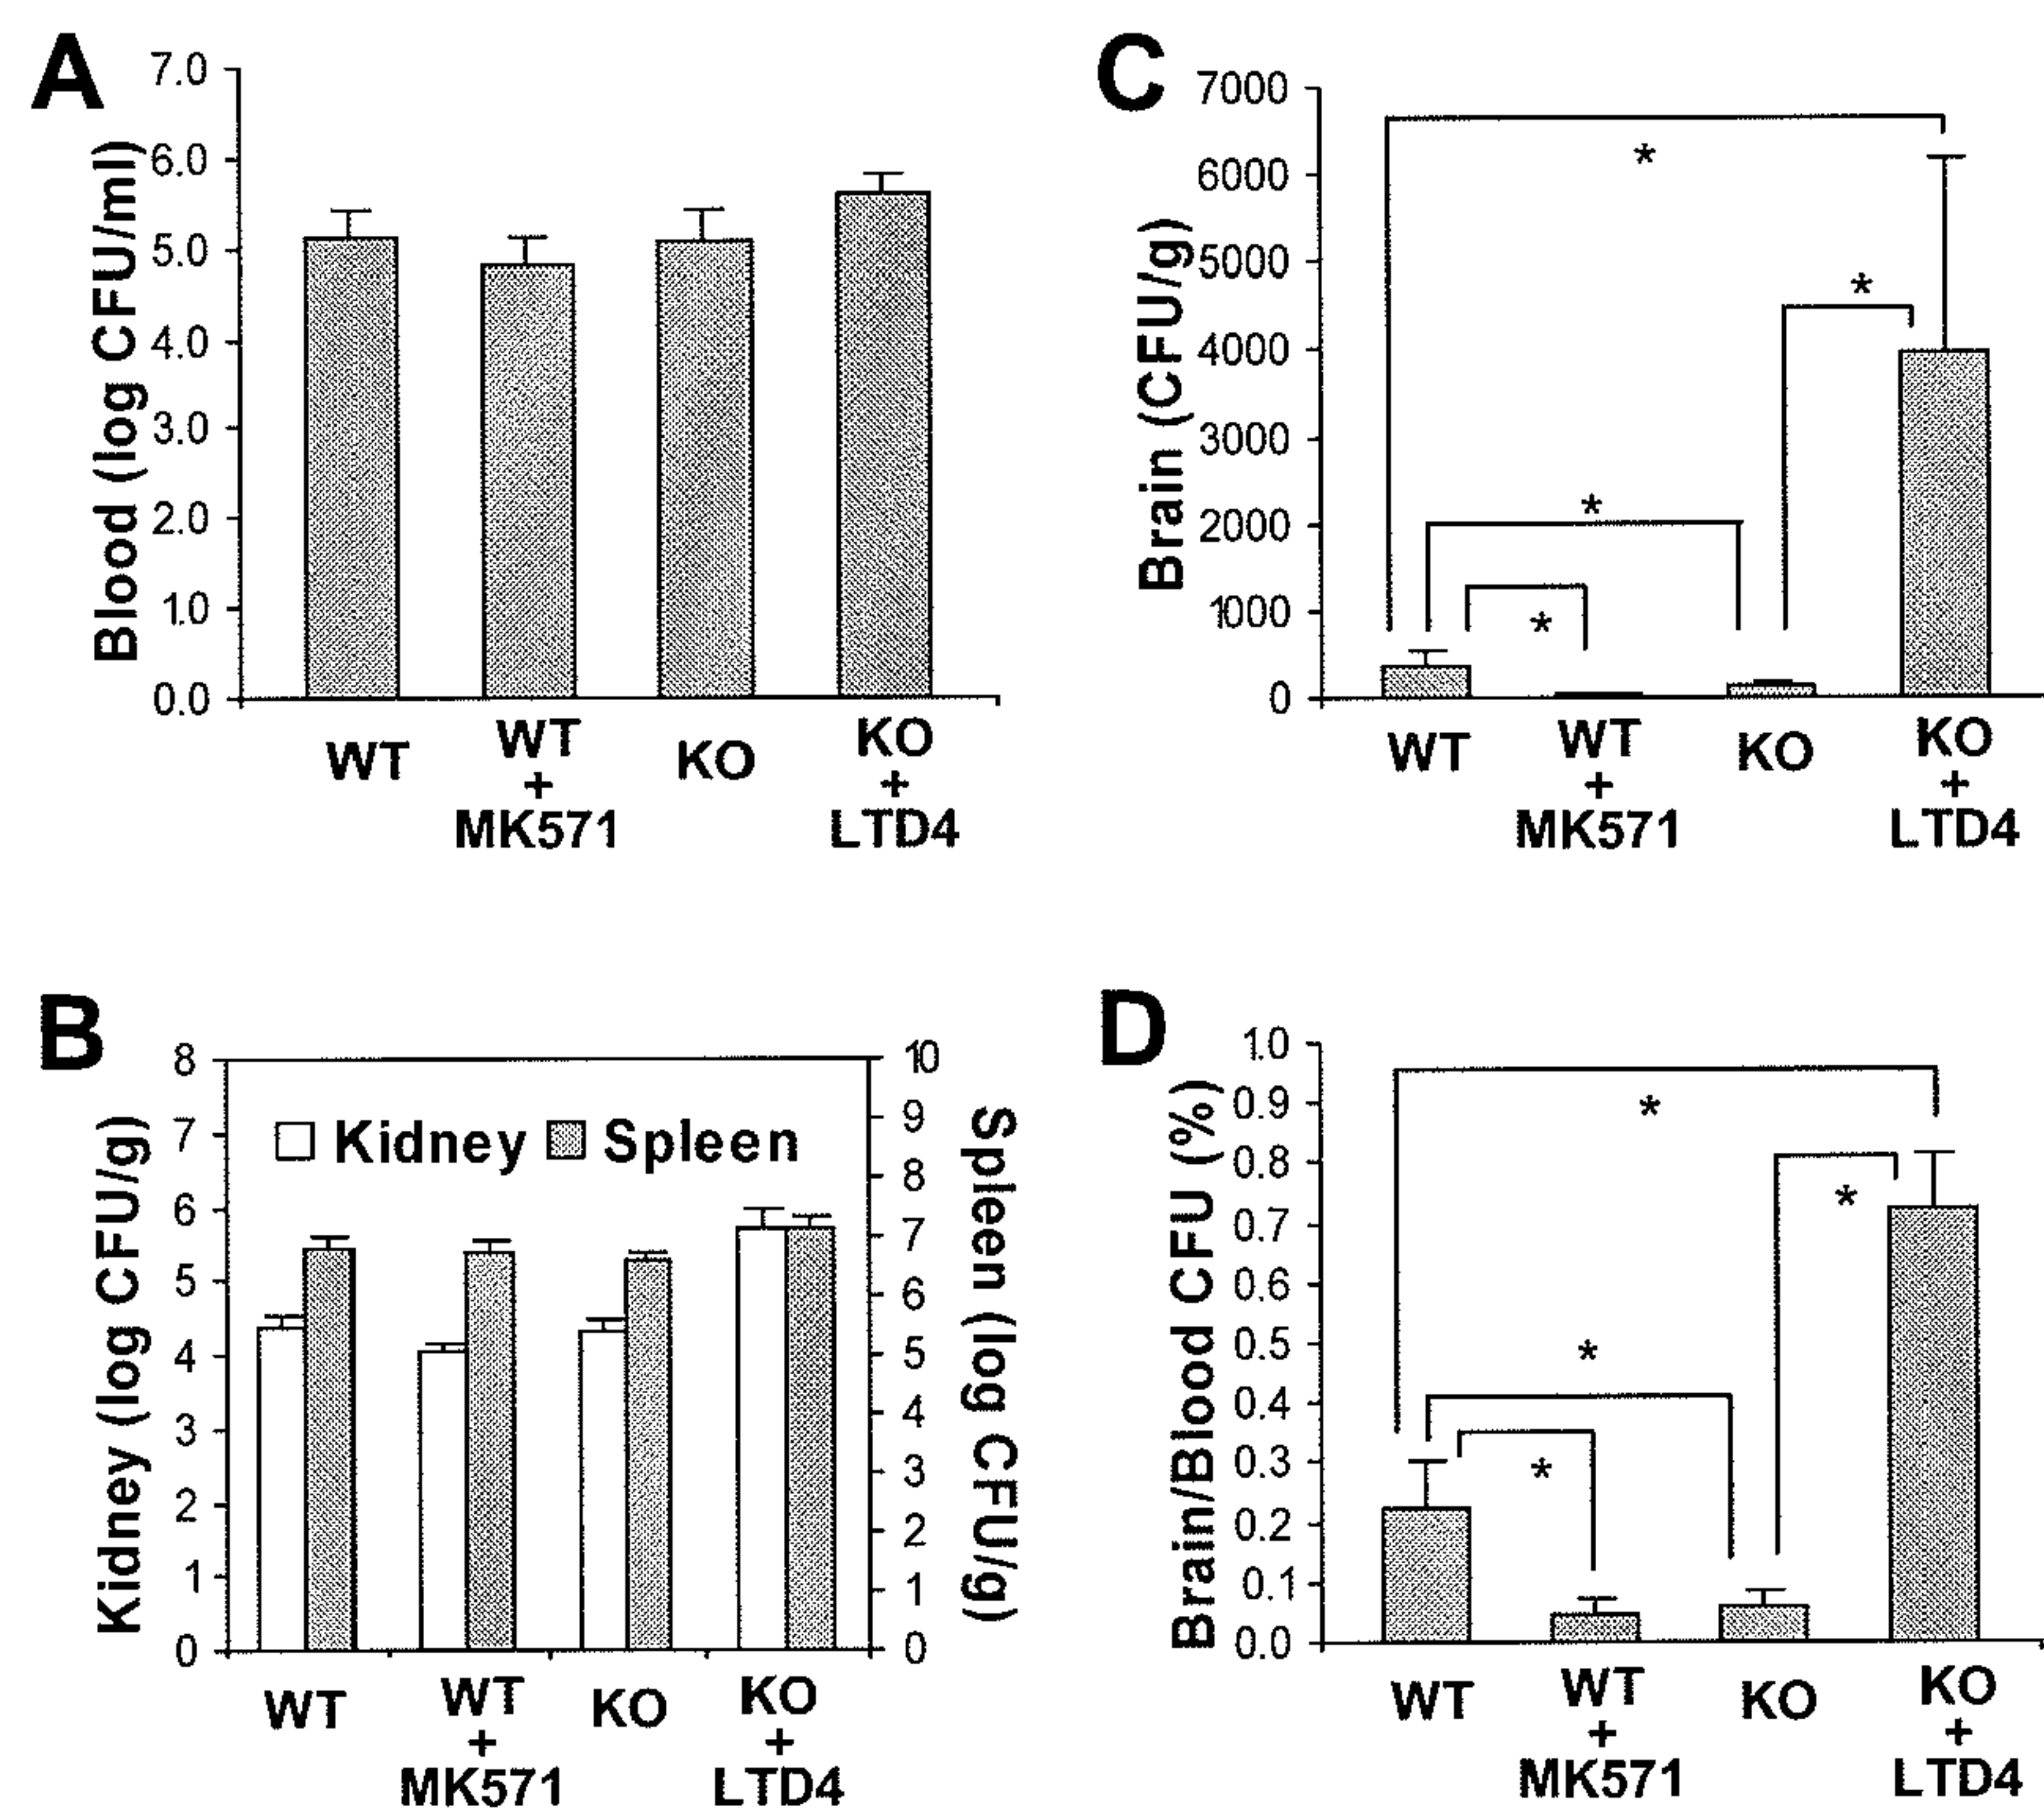 A
Blood (log CFU/ml)
7.0
6.0
5.0
4.0
3.0
2.0
1.0
0.0
WT
WT
+
MK571
KO
KO
+
LTD4
C
Brain (CFU/g)
7000
6000
5000
4000
3000
2000
1000
0
*
*
*
*
WT
WT
+
MK571
KO
KO
+
LTD4
B
Kidney (log CFU/g)
8
7
6
5
4
3
2
1
0
Kidney Spleen
10
9
8
7
6
5
4
3
2
1
0
Spleen (log CFU/g)
WT
WT
+
MK571
KO
KO
+
LTD4
D
Brain/Blood CFU (%)
1.0
0.9
0.8
0.7
0.6
0.5
0.4
0.3
0.2
0.1
0.0
*
*
*
*
WT
WT
+
MK571
KO
KO
+
LTD4